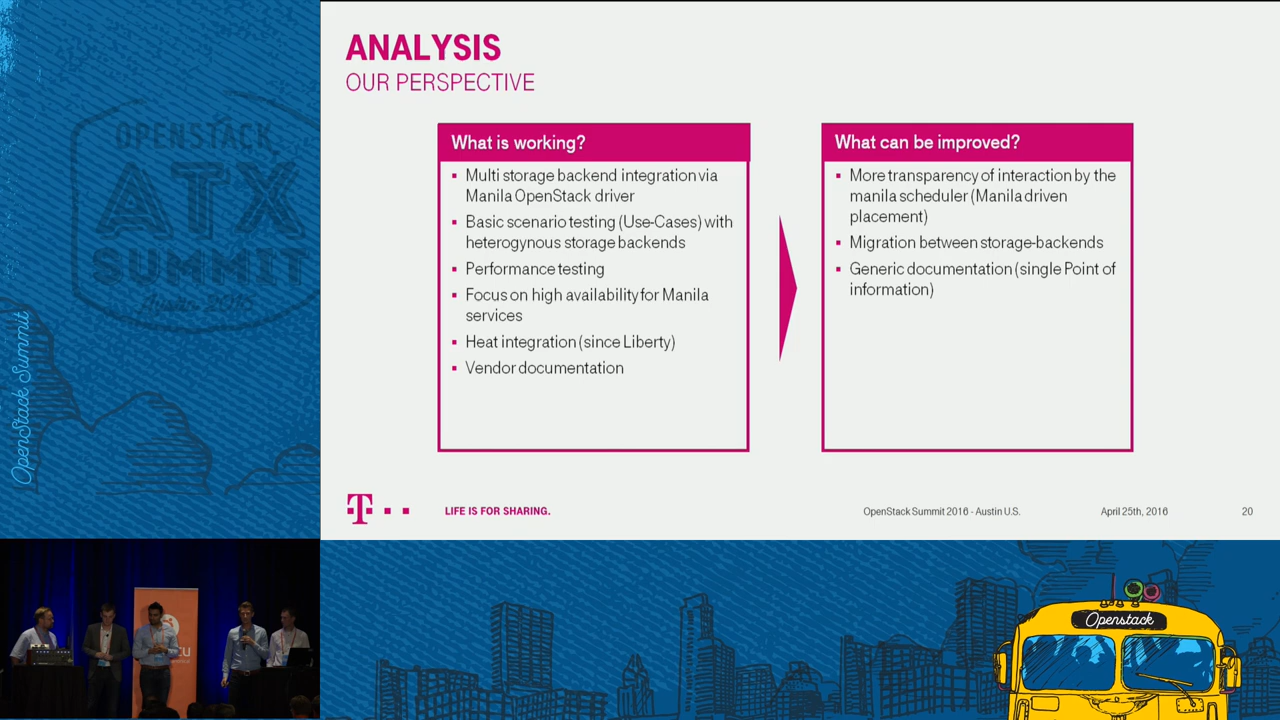 ANALYSIS
OUR PERSPECTIVE
What is working?
▪ Multi storage backend integration via
Manila OpenStack driver
▪ Basic scenario testing (Use-Cases) with
heterogynous storage backends
▪ Performance testing
▪ Focus on high availability for Manila
services
▪ Heat integration (since Liberty)
▪ Vendor documentation
What can be improved?
▪ More transparency of interaction by the
manila scheduler (Manila driven
placement)
▪ Migration between storage-backends
▪ Generic documentation (single Point of
information)
T
LIFE IS FOR SHARING.
OpenStack Summit 2016 - Austin U.S.
April 25th, 2016
20
OPENSTACK
ATX
SUMMIT
OpenStack Summit
Openstack